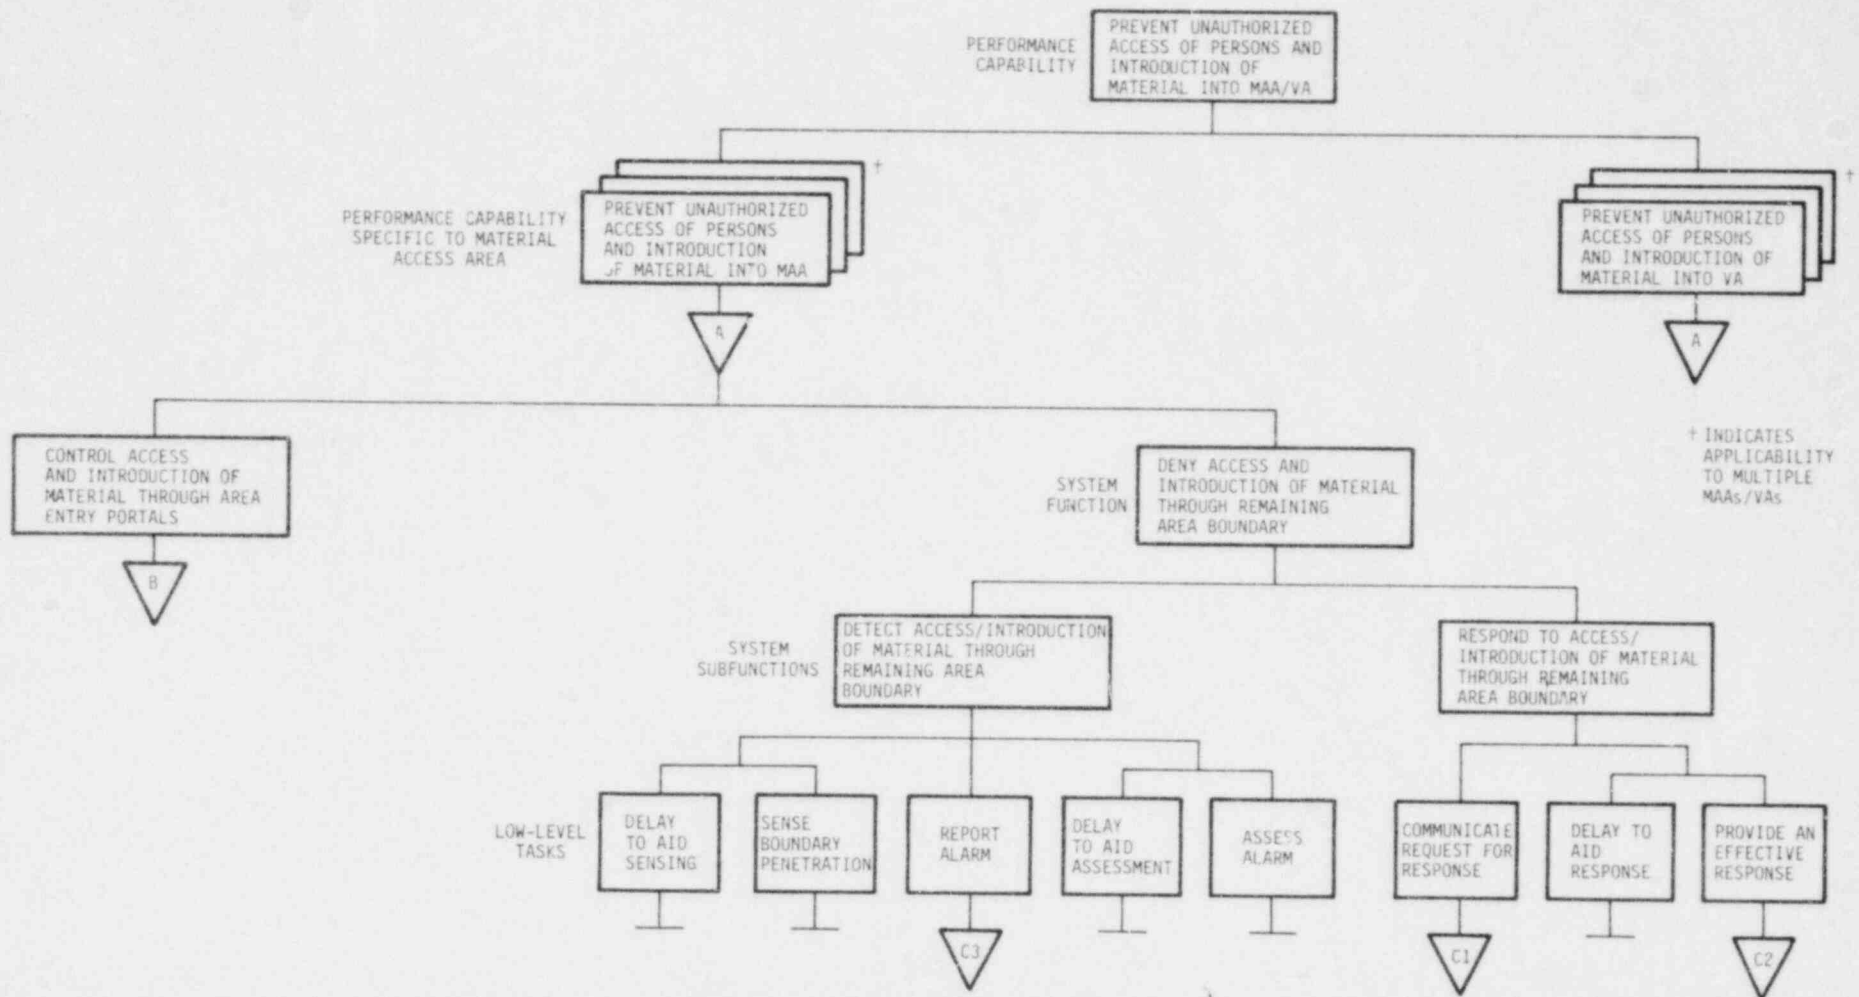 PERFORMANCE
CAPABILITY
PREVENT UNAUTHORIZED
ACCESS OF PERSONS AND
INTRODUCTION OF
MATERIAL INTO MAA/VA
PERFORMANCE CAPABILITY
SPECIFIC TO MATERIAL
ACCESS AREA
PREVENT UNAUTHORIZED
ACCESS OF PERSONS
AND INTRODUCTION
OF MATERIAL INTO MAA
†
PREVENT UNAUTHORIZED
ACCESS OF PERSONS
AND INTRODUCTION OF
MATERIAL INTO VA
†
A
A
† INDICATES
APPLICABILITY
TO MULTIPLE
MAAs/VAs
CONTROL ACCESS
AND INTRODUCTION OF
MATERIAL THROUGH AREA
ENTRY PORTALS
B
SYSTEM
FUNCTION
DENY ACCESS AND
INTRODUCTION OF MATERIAL
THROUGH REMAINING
AREA BOUNDARY
SYSTEM
SUBFUNCTIONS
DETECT ACCESS/INTRODUCTION
OF MATERIAL THROUGH
REMAINING AREA
BOUNDARY
RESPOND TO ACCESS/
INTRODUCTION OF MATERIAL
THROUGH REMAINING
AREA BOUNDARY
LOW-LEVEL
TASKS
DELAY
TO AID
SENSING
SENSE
BOUNDARY
PENETRATION
REPORT
ALARM
DELAY
TO AID
ASSESSMENT
ASSESS
ALARM
COMMUNICATE
REQUEST FOR
RESPONSE
DELAY TO
AID
RESPONSE
PROVIDE AN
EFFECTIVE
RESPONSE
C3
C1
C2